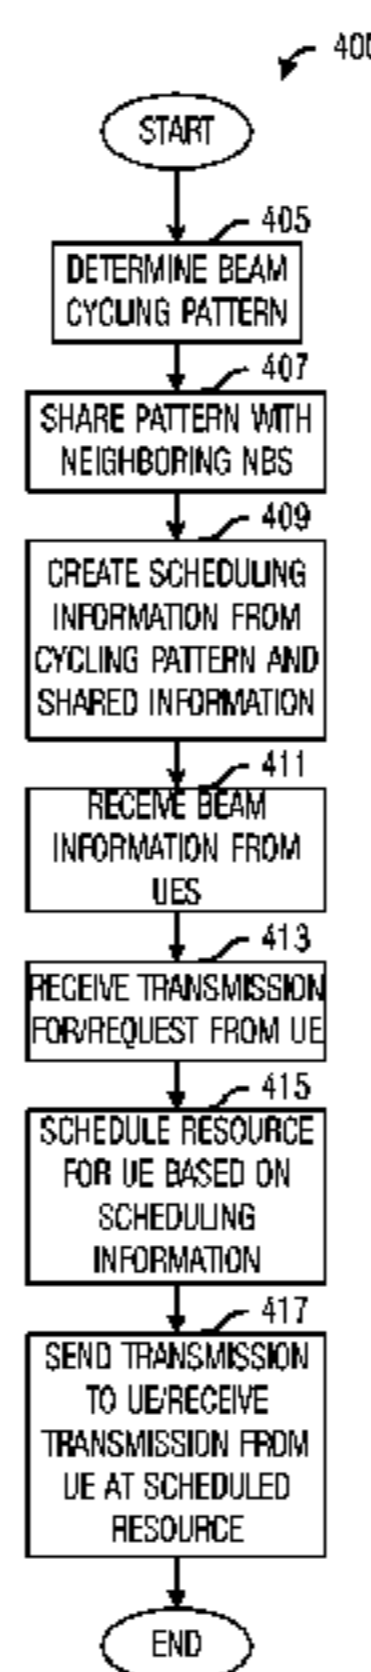 400
START
405
DETERMINE BEAM
CYCLING PATTERN
407
SHARE PATTERN WITH
NEIGHBORING NBS
409
CREATE SCHEDULING
INFORMATION FROM
CYCLING PATTERN AND
SHARED INFORMATION
411
RECEIVE BEAM
INFORMATION FROM
UES
413
RECEIVE TRANSMISSION
FOR/REQUEST FROM UE
415
SCHEDULE RESOURCE
FOR UE BASED ON
SCHEDULING
INFORMATION
417
SEND TRANSMISSION
TO UE/RECEIVE
TRANSMISSION FROM
UE AT SCHEDULED
RESOURCE
END